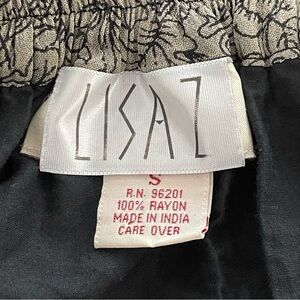 LISA Z
S
R.N. 96201
100% RAYON
MADE IN INDIA
CARE OVER